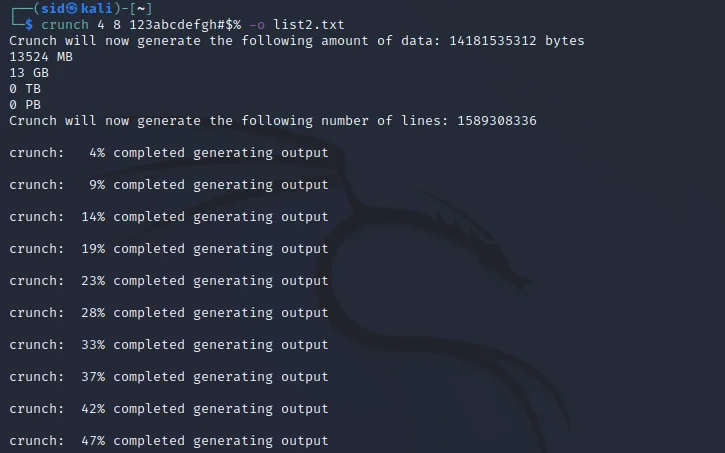 ┌──(sid㉿kali)-[~]
└─$ crunch 4 8 123abcdefgh#$% -o list2.txt
Crunch will now generate the following amount of data: 14181535312 bytes
13524 MB
13 GB
0 TB
0 PB
Crunch will now generate the following number of lines: 1589308336
crunch:   4% completed generating output
crunch:   9% completed generating output
crunch:  14% completed generating output
crunch:  19% completed generating output
crunch:  23% completed generating output
crunch:  28% completed generating output
crunch:  33% completed generating output
crunch:  37% completed generating output
crunch:  42% completed generating output
crunch:  47% completed generating output